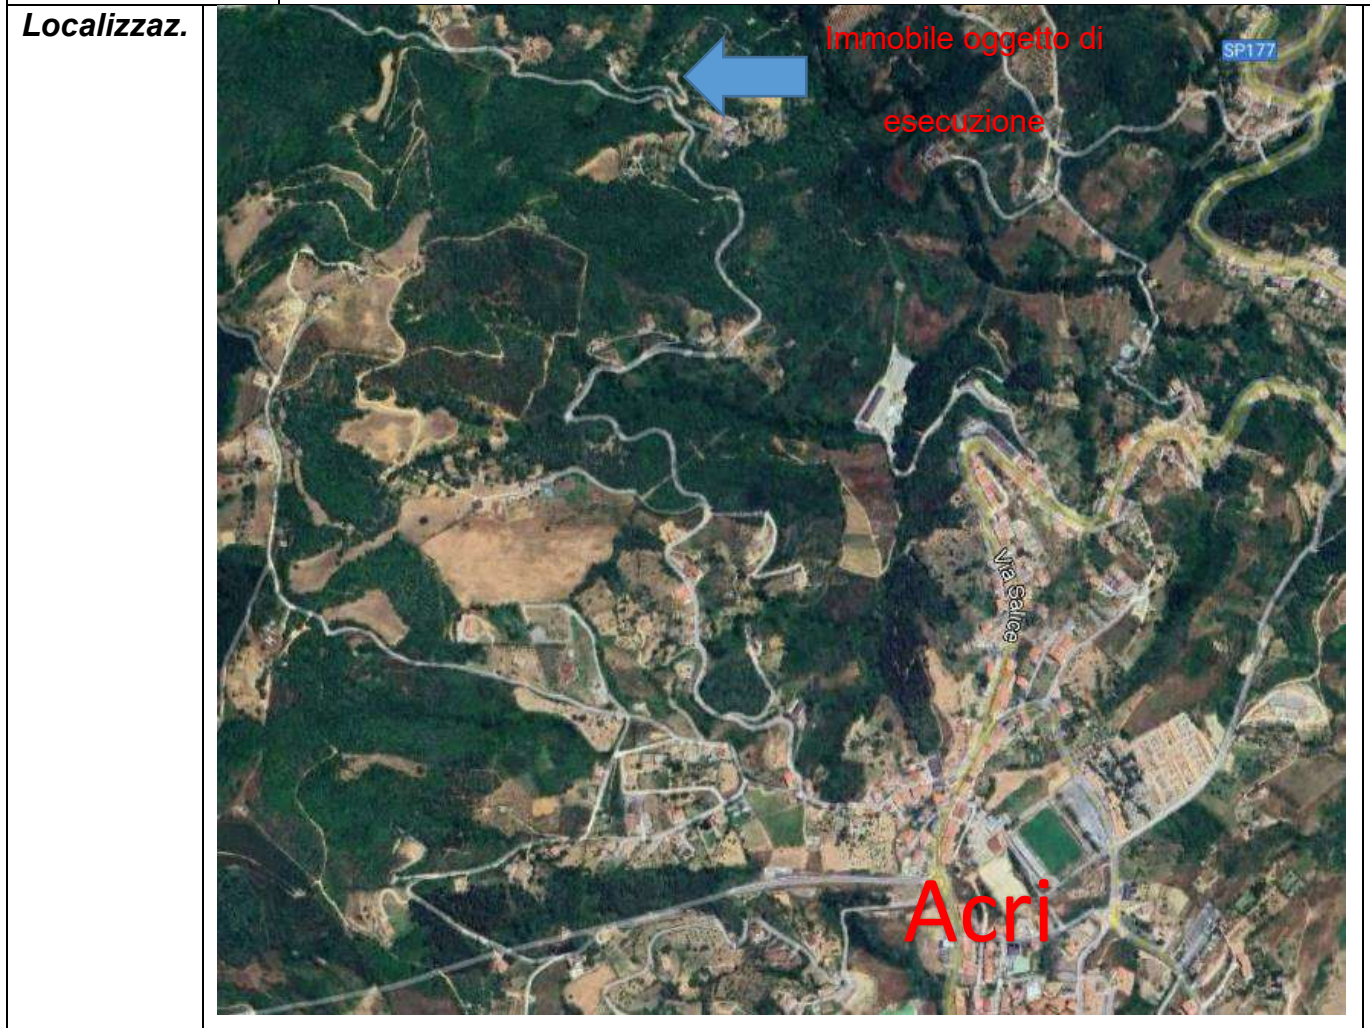 Localizzaz.
Immobile oggetto di
esecuzione
SP177
Via Salice
Acri